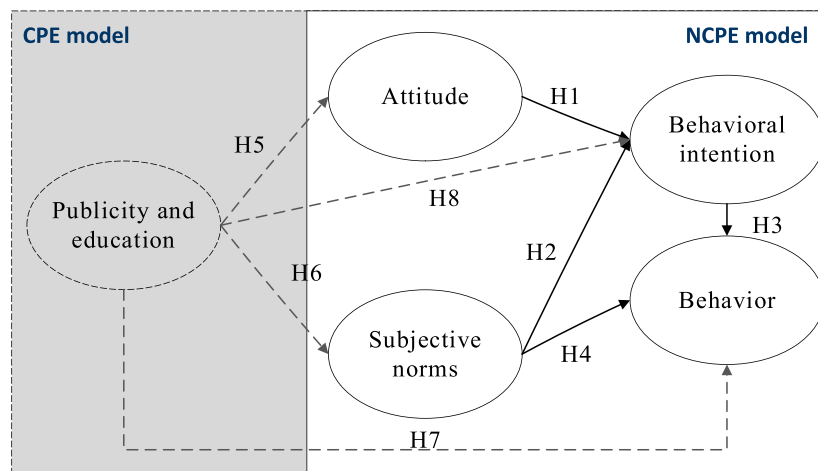 CPE model
NCPE model
Attitude
H1
Behavioral
intention
H5
H8
Publicity and
education
H3
H6
H2
Subjective
norms
H4
Behavior
H7